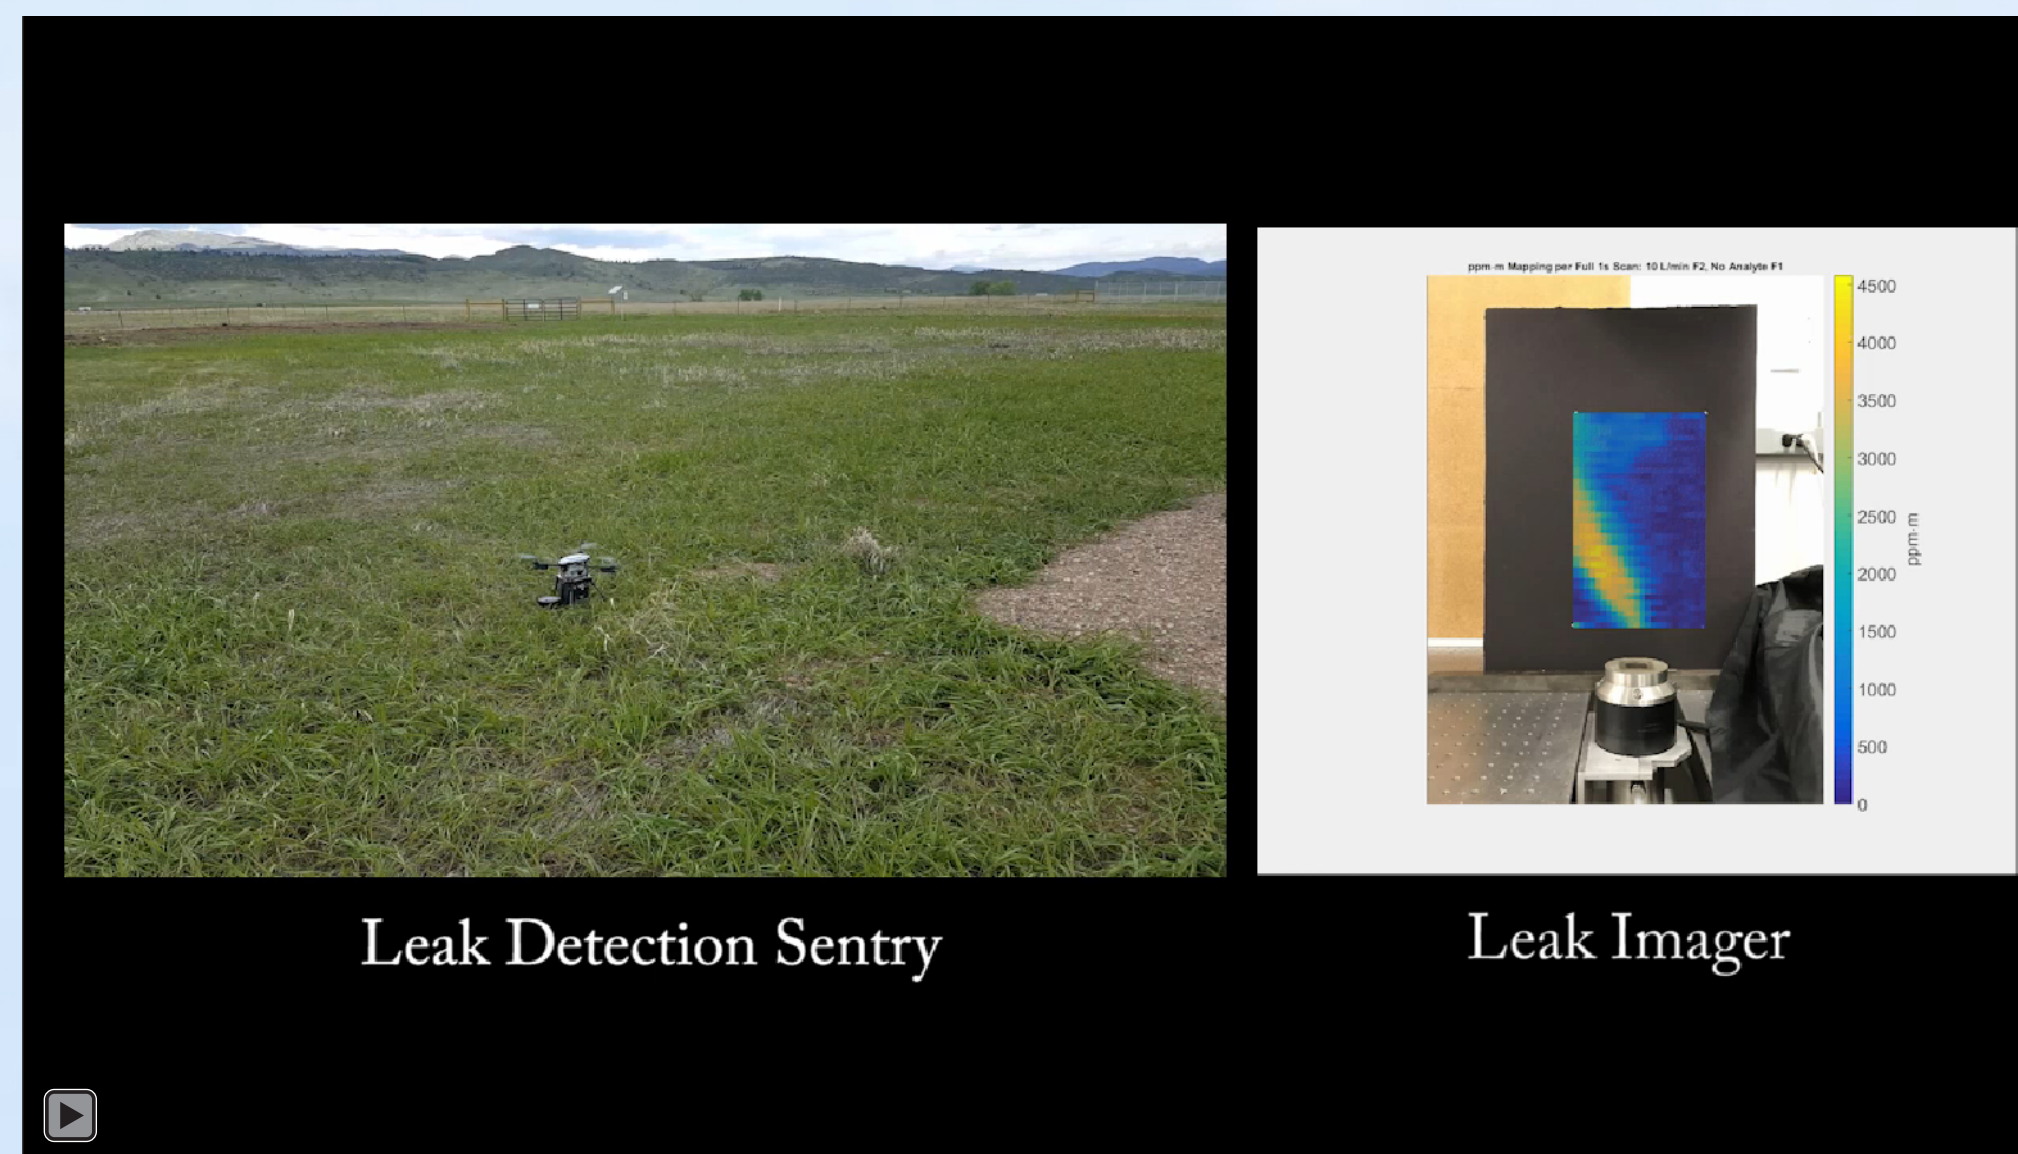 ppm-m Mapping per Full 1s Scan: 10 L/min F2, No Analyte F1
4500
4000
3500
3000
2500
2000
1500
1000
500
0
ppm-m
Leak Detection Sentry
Leak Imager